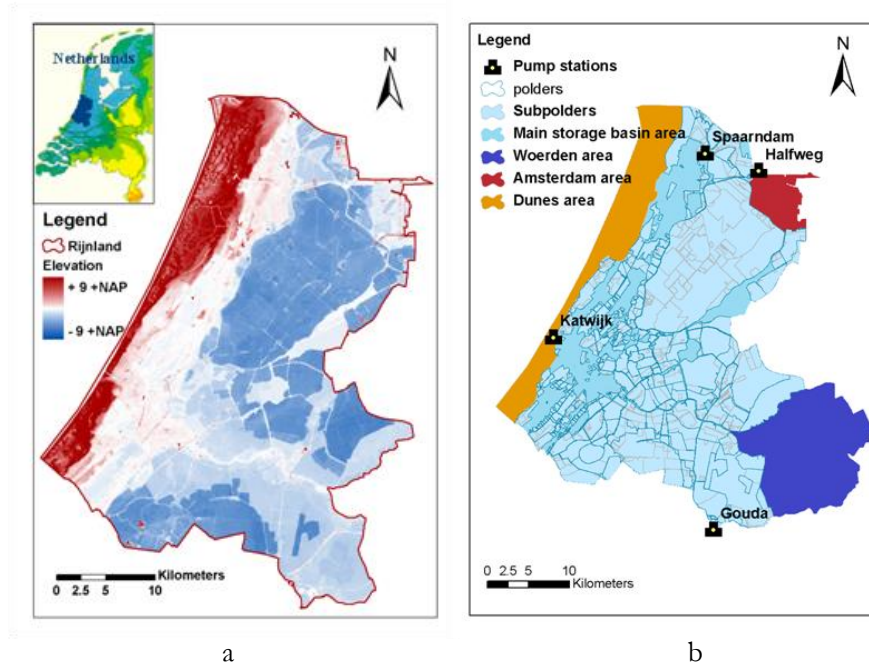 Netherlands
N
Legend
Rijnland
Elevation
+ 9 +NAP
- 9 +NAP
Kilometers
0 2.5 5 10
a
Legend
Pump stations
polders
Subpolders
Main storage basin area
Woerden area
Amsterdam area
Dunes area
N
Spaarndam
Halfweg
Katwijk
Gouda
0 2.5 5 10
Kilometers
b